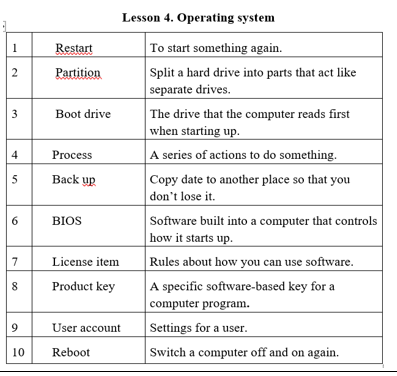 Lesson 4. Operating system
1 Restart To start something again.
2 Partition Split a hard drive into parts that act like
separate drives.
3 Boot drive The drive that the computer reads first
when starting up.
4 Process A series of actions to do something.
5 Back up Copy date to another place so that you
don't lose it.
6 BIOS Software built into a computer that controls
how it starts up.
7 License item Rules about how you can use software.
8 Product key A specific software-based key for a
computer program.
9 User account Settings for a user.
10 Reboot Switch a computer off and on again.